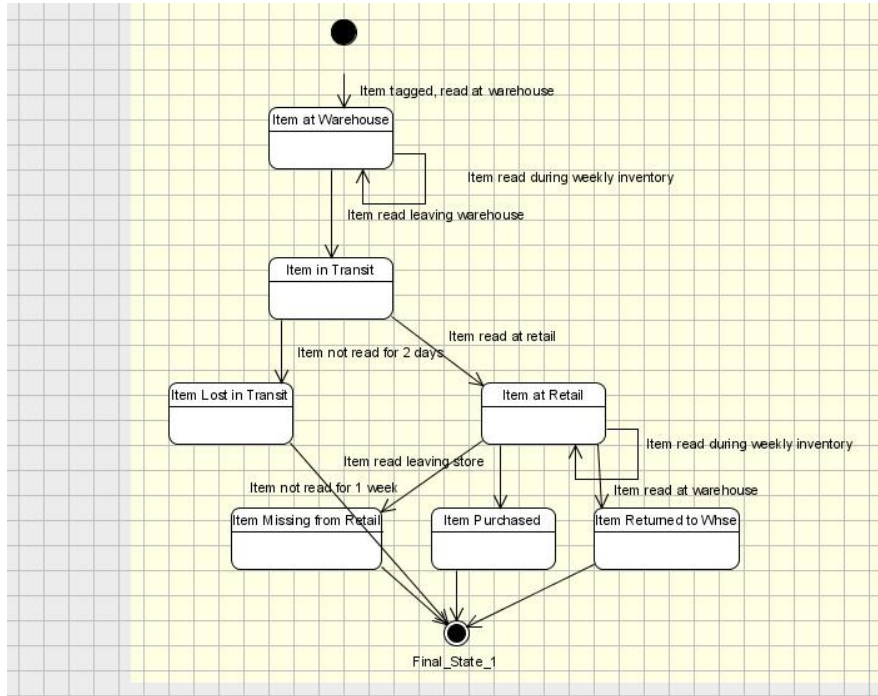 Item tagged, read at warehouse
Item at Warehouse
Item read during weekly inventory
Item read leaving warehouse
Item in Transit
Item read at retail
Item not read for 2 days
Item Lost in Transit
Item at Retail
Item read during weekly inventory
Item read leaving store
Item not read for 1 week
Item read at warehouse
Item Missing from Retail
Item Purchased
Item Returned to Whse
Final_State_1